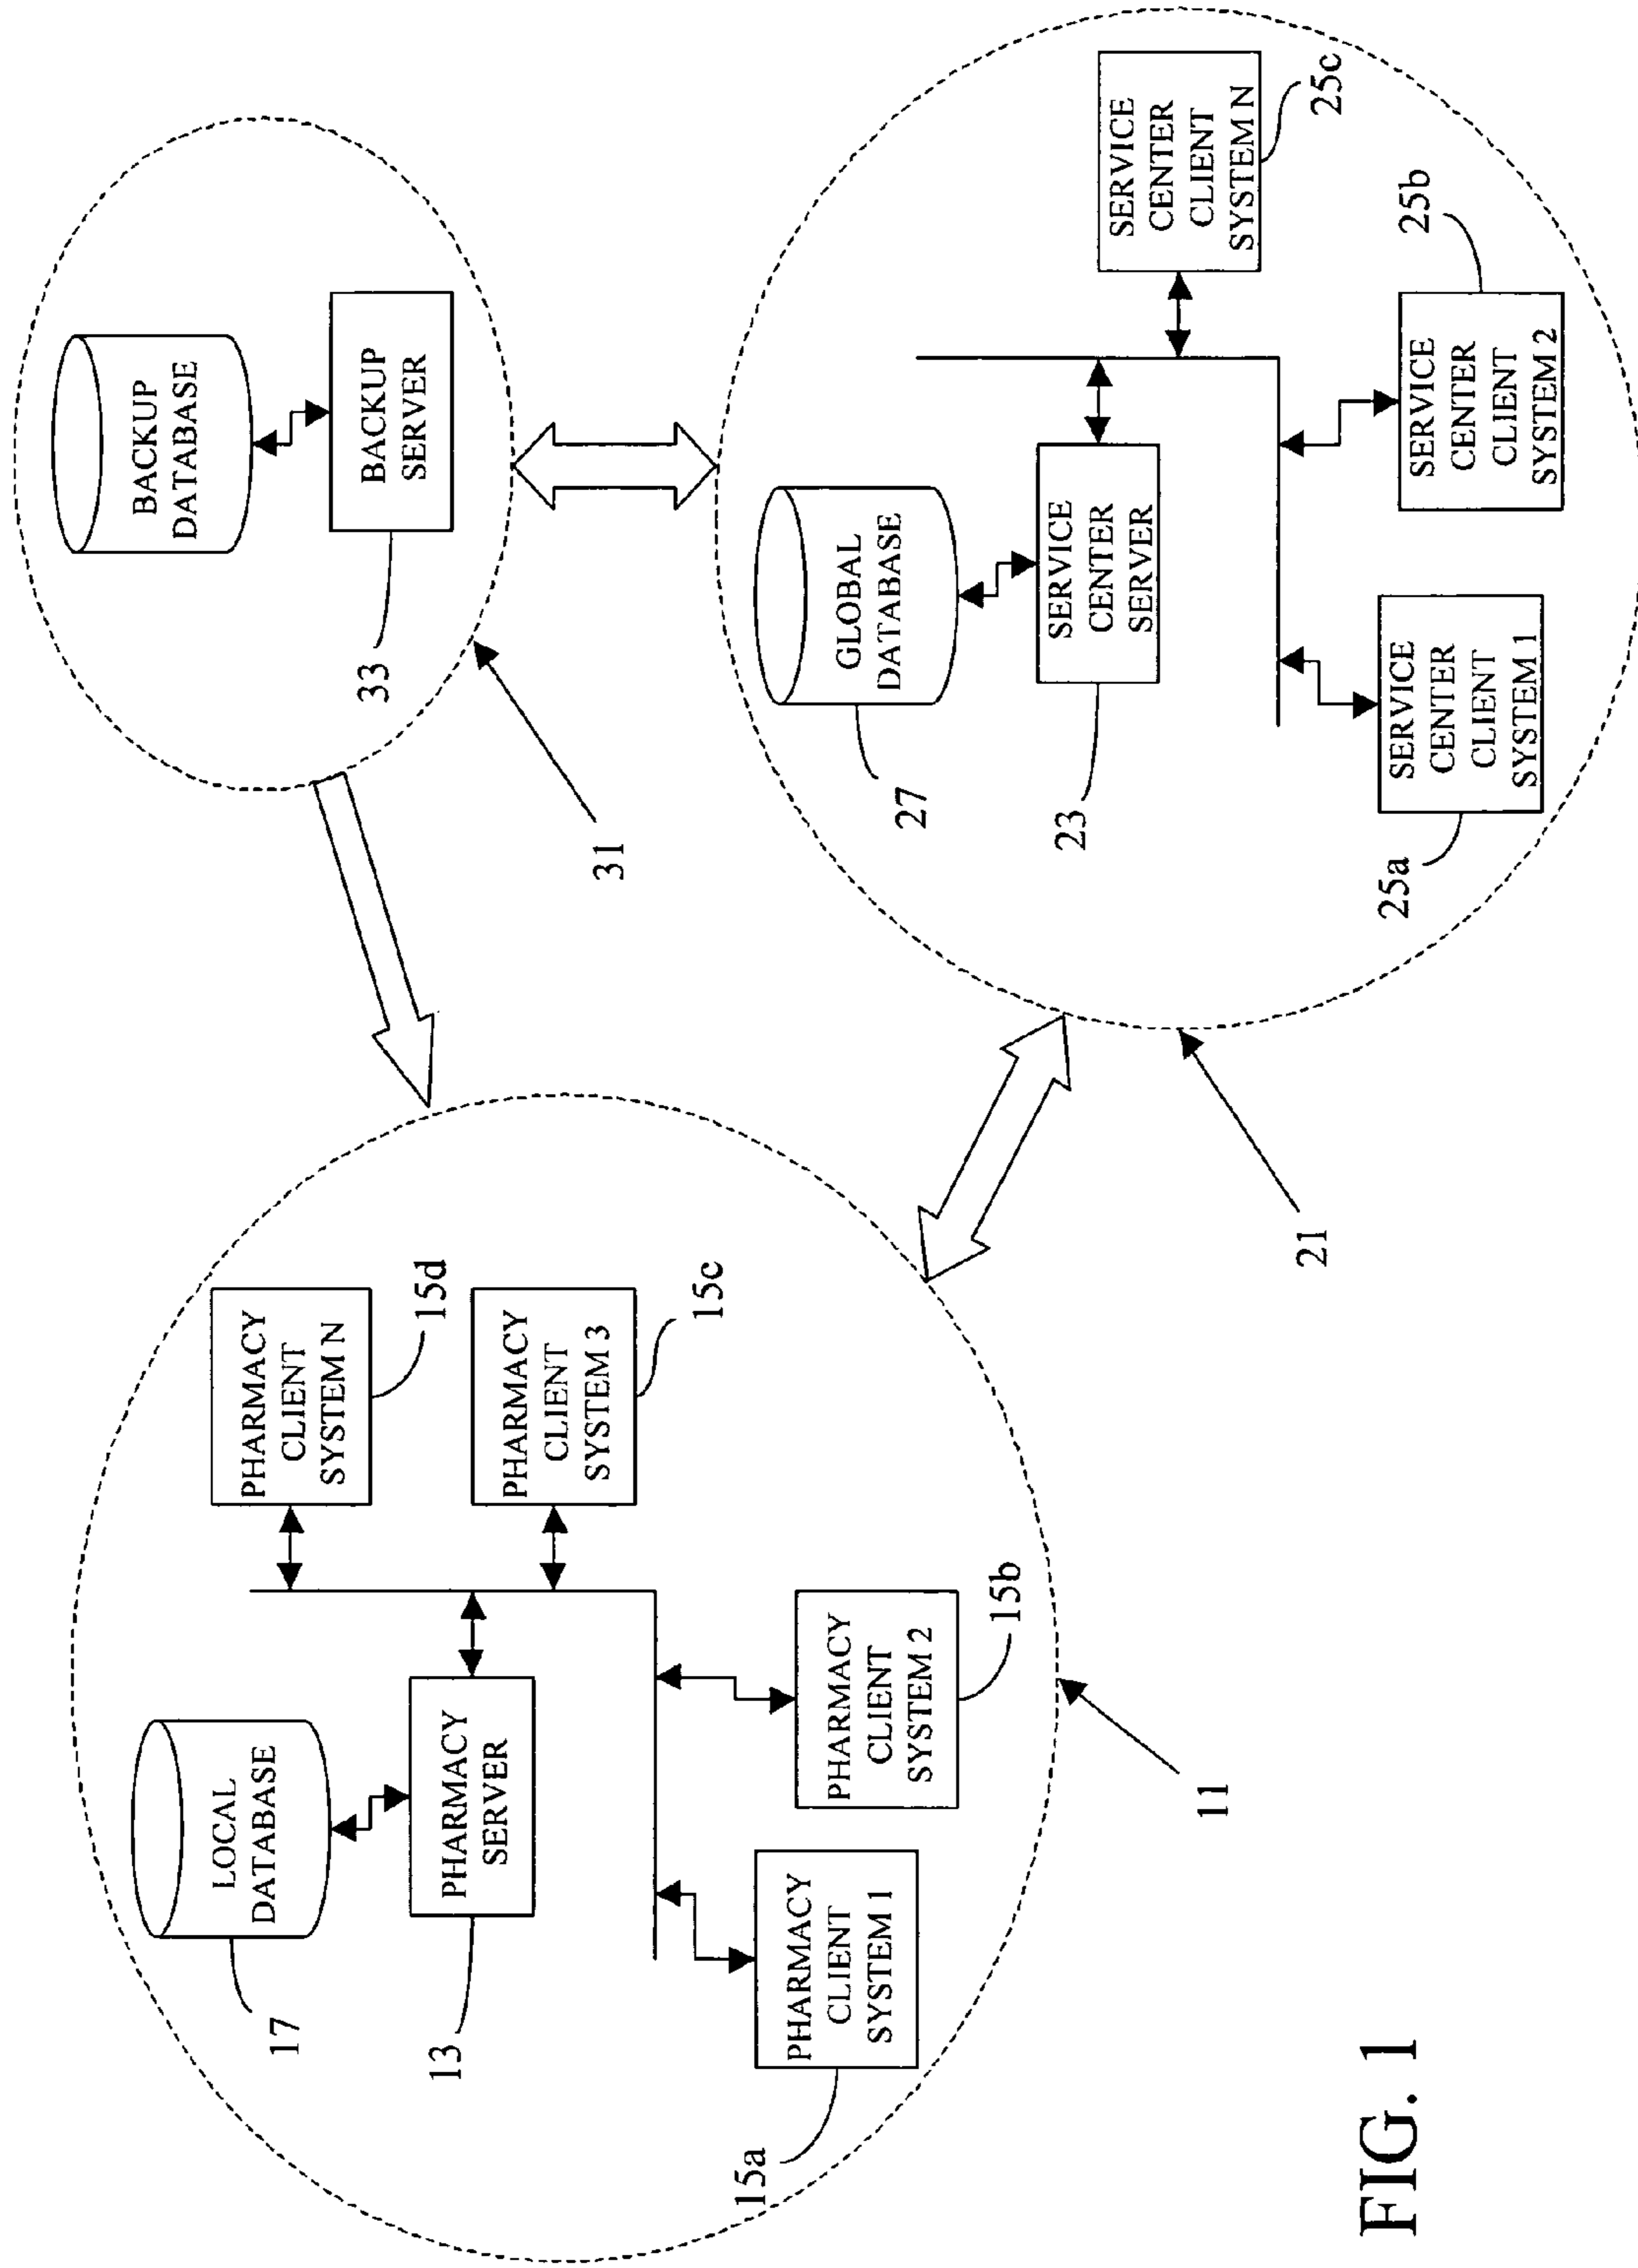 LOCAL
DATABASE
17
PHARMACY
SERVER
13
PHARMACY
CLIENT
SYSTEM N
15d
PHARMACY
CLIENT
SYSTEM 3
15c
PHARMACY
CLIENT
SYSTEM 1
15a
PHARMACY
CLIENT
SYSTEM 2
15b
11
BACKUP
DATABASE
BACKUP
SERVER
33
31
GLOBAL
DATABASE
27
SERVICE
CENTER
SERVER
23
SERVICE
CENTER
CLIENT
SYSTEM N
25c
SERVICE
CENTER
CLIENT
SYSTEM 1
25a
SERVICE
CENTER
CLIENT
SYSTEM 2
25b
21
FIG. 1